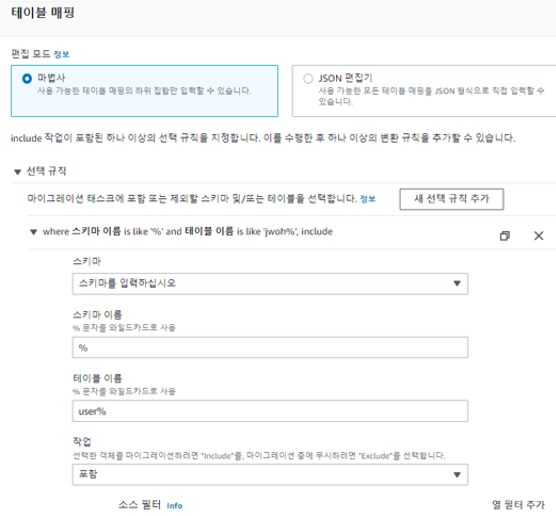 테이블 매핑
편집 모드 정보
마법사
사용 가능한 테이블 매핑의 하위 집합만 입력할 수 있습니다.
JSON 편집기
사용 가능한 모든 테이블 매핑을 JSON 형식으로 직접 입력할 수
있습니다.
include 작업이 포함된 하나 이상의 선택 규칙을 지정합니다. 이를 수행한 후 하나 이상의 변환 규칙을 추가할 수 있습니다.
선택 규칙
마이그레이션 태스크에 포함 또는 제외할 스키마 및/또는 테이블을 선택합니다. 정보
새 선택 규칙 추가
where 스키마 이름 is like '%' and 테이블 이름 is like 'jwoh%', include
스키마
스키마를 입력하십시오
스키마 이름
% 문자를 와일드카드로 사용
%
테이블 이름
% 문자를 와일드카드로 사용
user%
작업
선택한 객체를 마이그레이션하려면 "Include"를, 마이그레이션 중에 무시하려면 "Exclude"를 선택합니다.
포함
소스 필터 Info
열 필터 추가